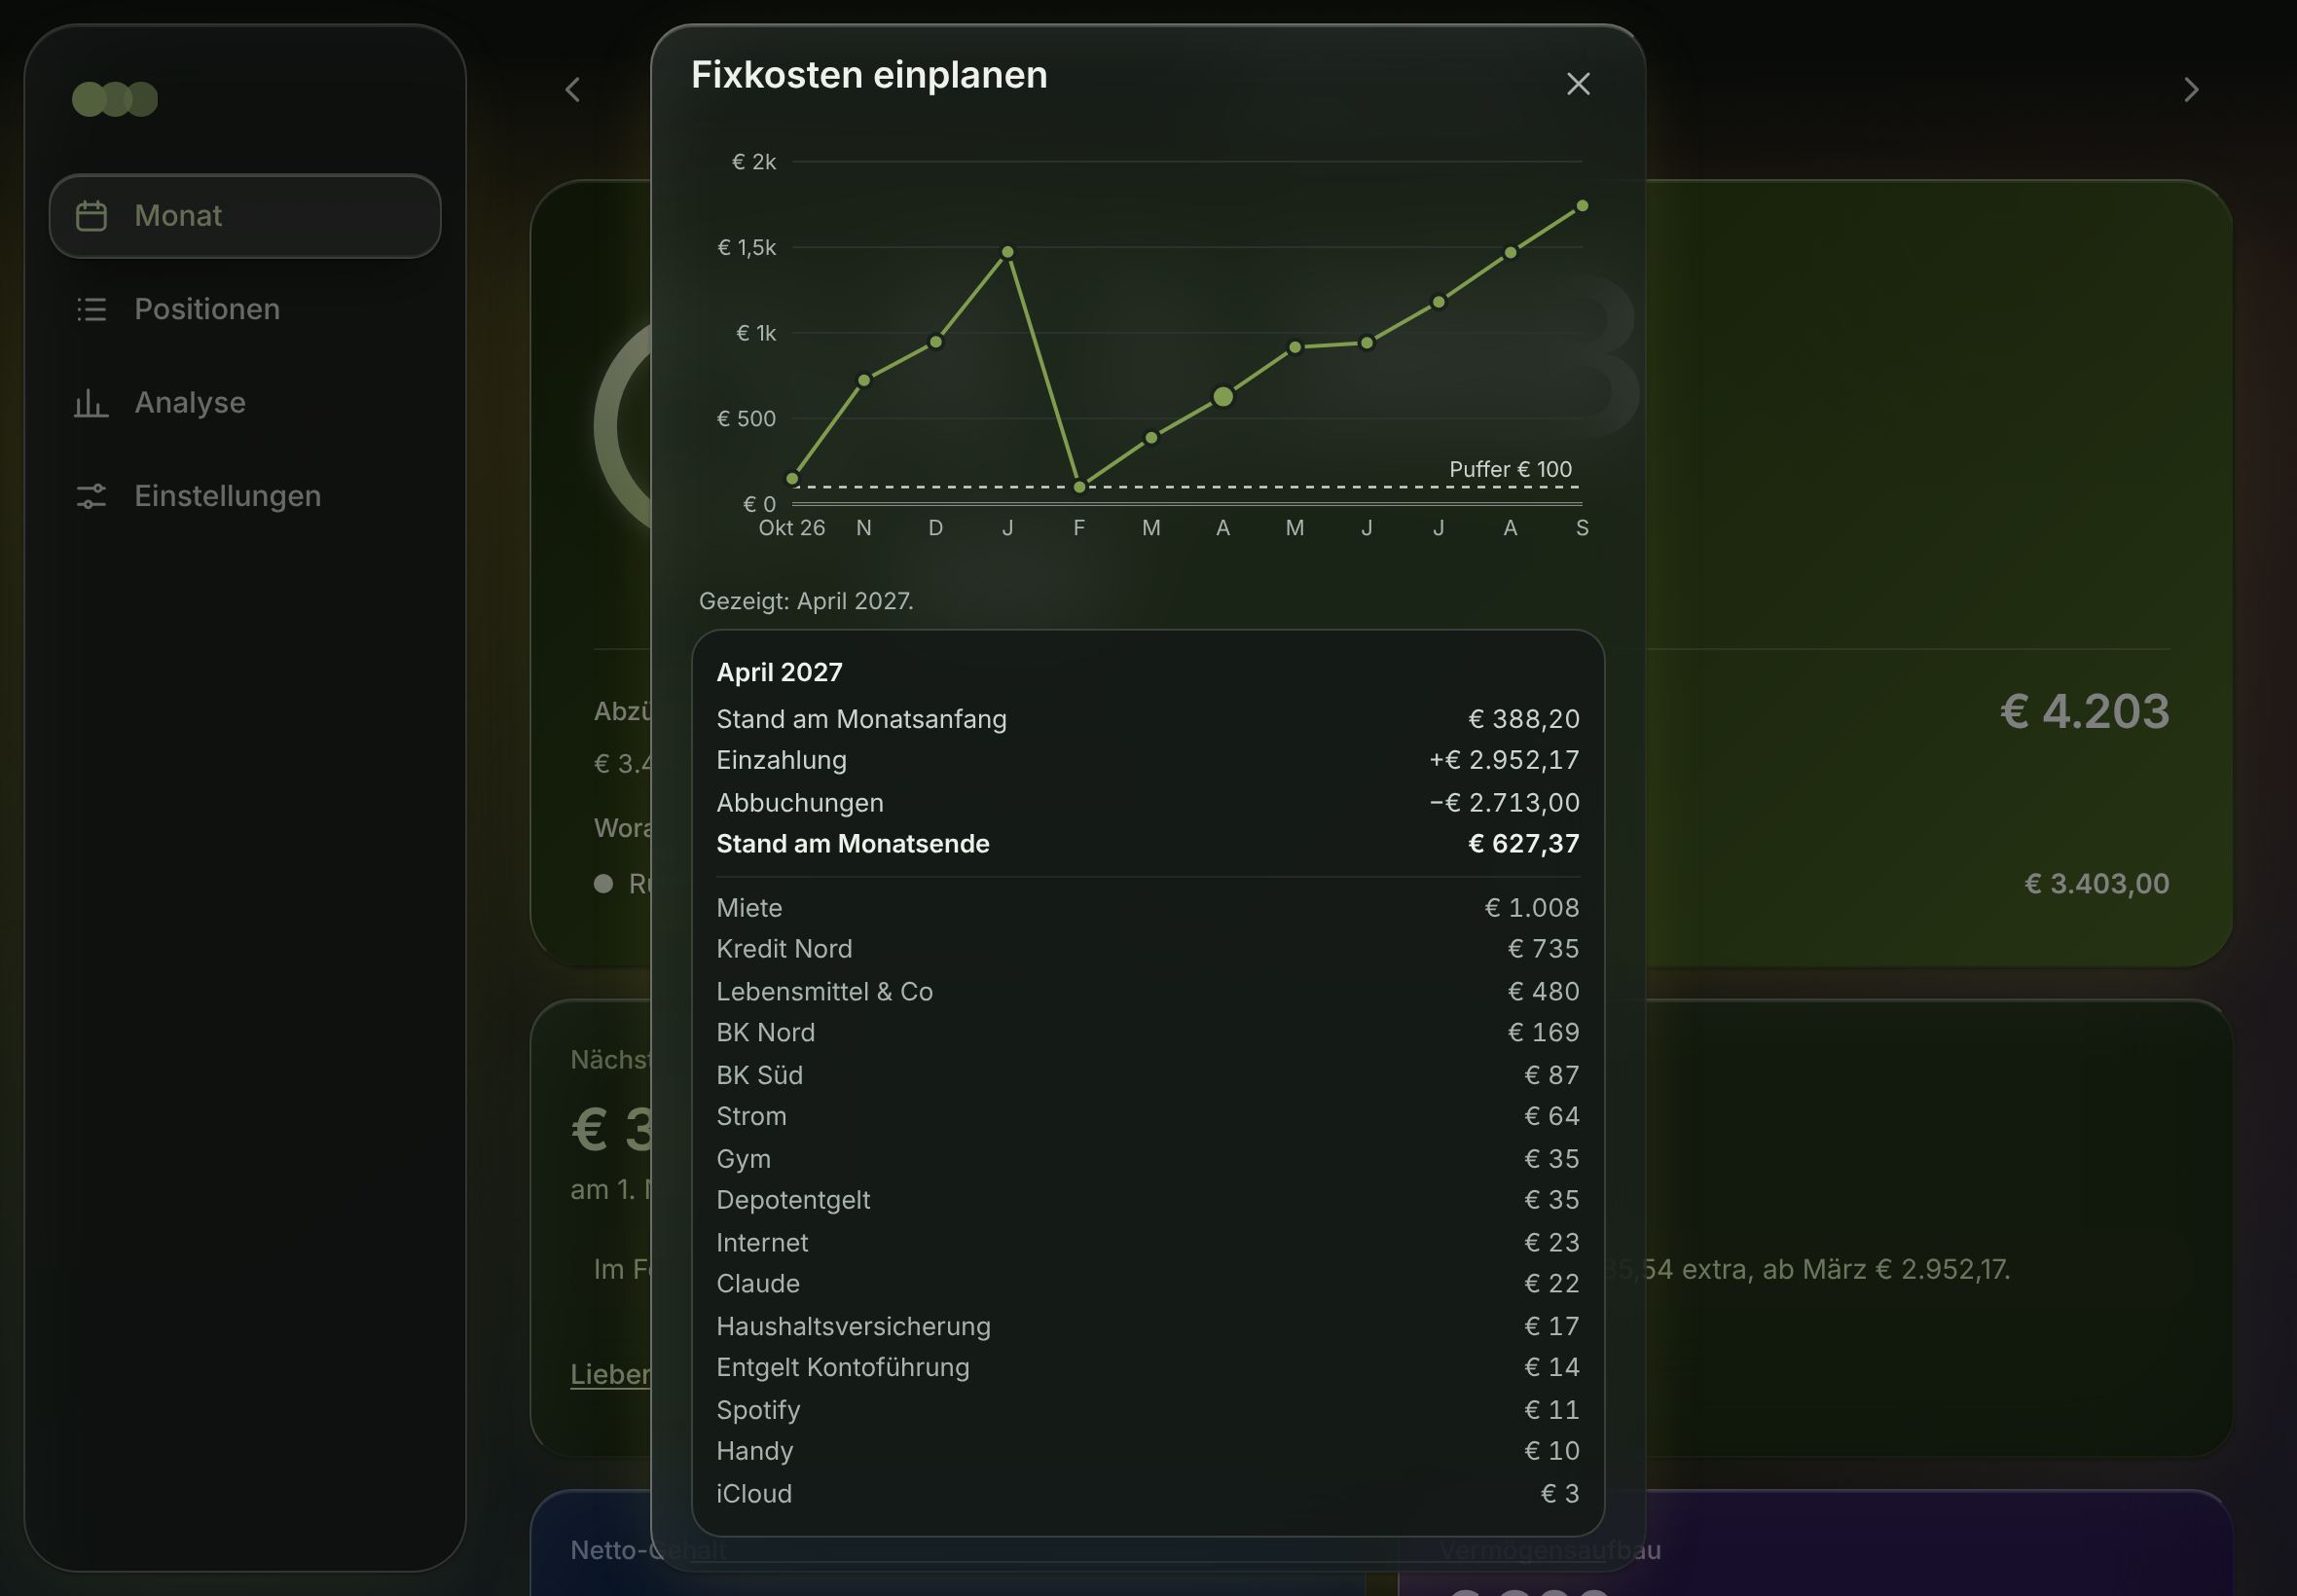 Fixkosten einplanen
Monat
Positionen
Analyse
Einstellungen
€ 2k
€ 1,5k
€ 1k
€ 500
€ 0
Puffer € 100
Okt 26 N D J F M A M J J A S
Gezeigt: April 2027.
April 2027
Stand am Monatsanfang € 388,20
Einzahlung +€ 2.952,17
Abbuchungen −€ 2.713,00
Stand am Monatsende € 627,37
Miete € 1.008
Kredit Nord € 735
Lebensmittel & Co € 480
BK Nord € 169
BK Süd € 87
Strom € 64
Gym € 35
Depotentgelt € 35
Internet € 23
Claude € 22
Haushaltsversicherung € 17
Entgelt Kontoführung € 14
Spotify € 11
Handy € 10
iCloud € 3
€ 4.203
€ 3.403,00
am 1.
Im
extra, ab März € 2.952,17.
Netto-Gehalt
Vermögensaufbau